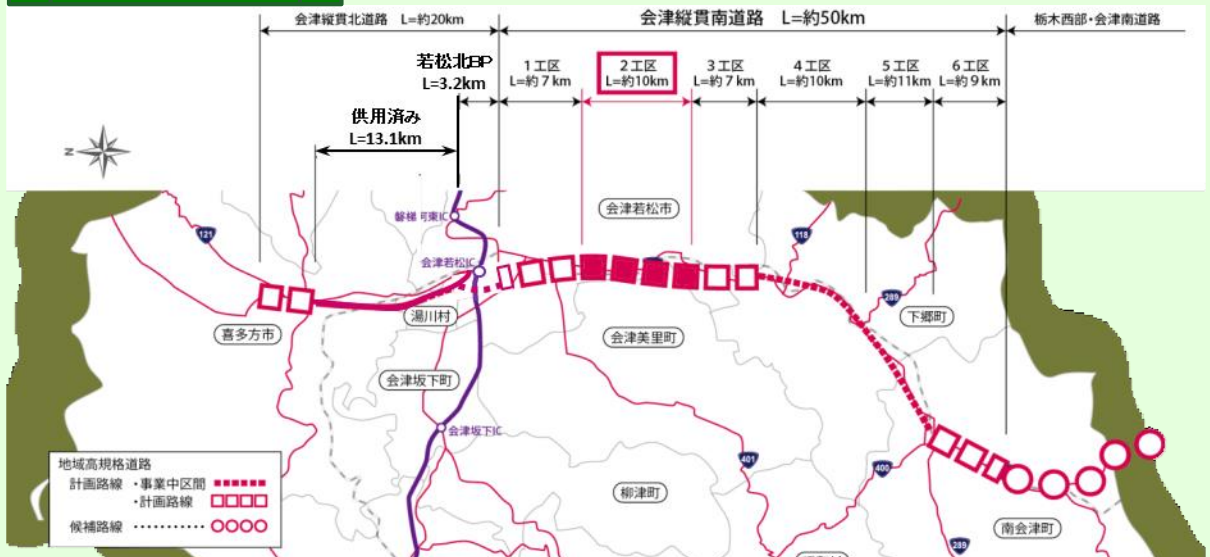 会津縦貫北道路 L=約20km
会津縦貫南道路 L=約50km
栃木西部・会津南道路
若松北BP
L=3.2km
1工区
L=約7km
2工区
L=約10km
3工区
L=約7km
4工区
L=約10km
5工区
L=約11km
6工区
L=約9km
供用済み
L=13.1km
N
会津若松市
磐梯河東IC
121
118
会津若松IC
289
下郷町
湯川村
喜多方市
会津美里町
会津坂下町
会津坂下IC
401
400
柳津町
南会津町
289
地域高規格道路
計画路線 ・事業中区間
・計画路線
候補路線 ・・・・・・・・・・